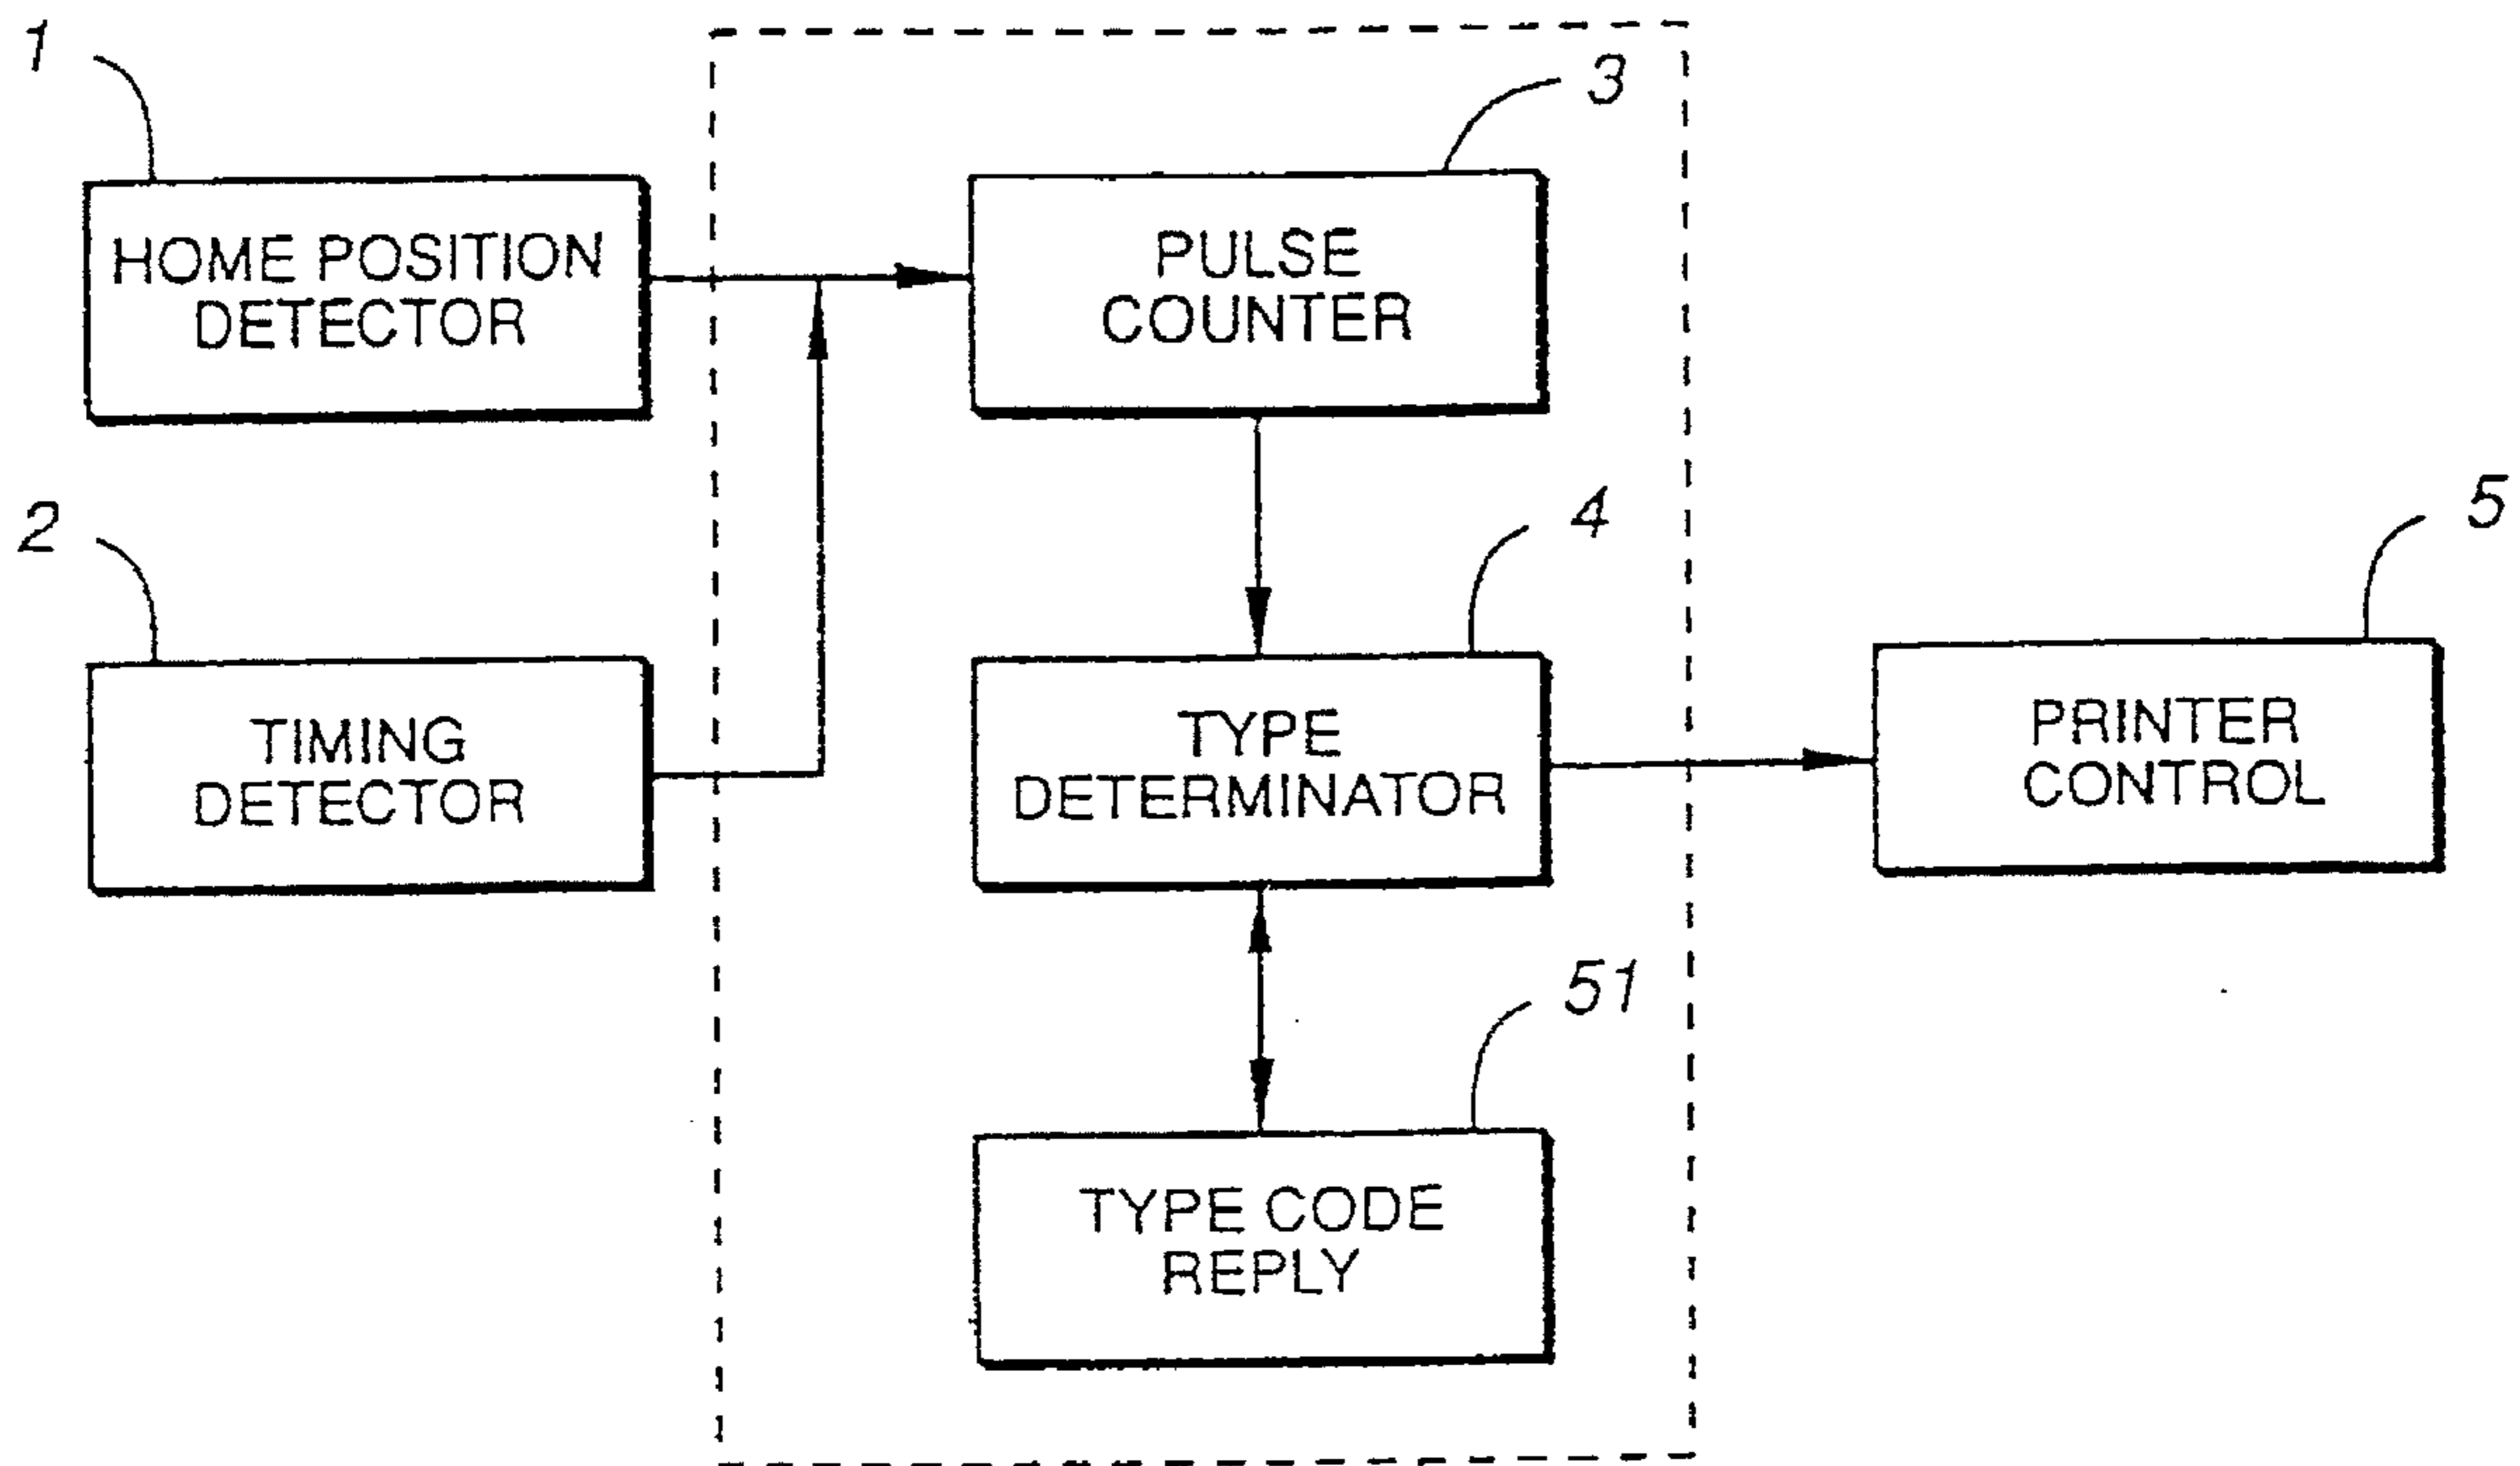 1
HOME POSITION
DETECTOR
3
PULSE
COUNTER
2
TIMING
DETECTOR
4
TYPE
DETERMINATOR
5
PRINTER
CONTROL
51
TYPE CODE
REPLY